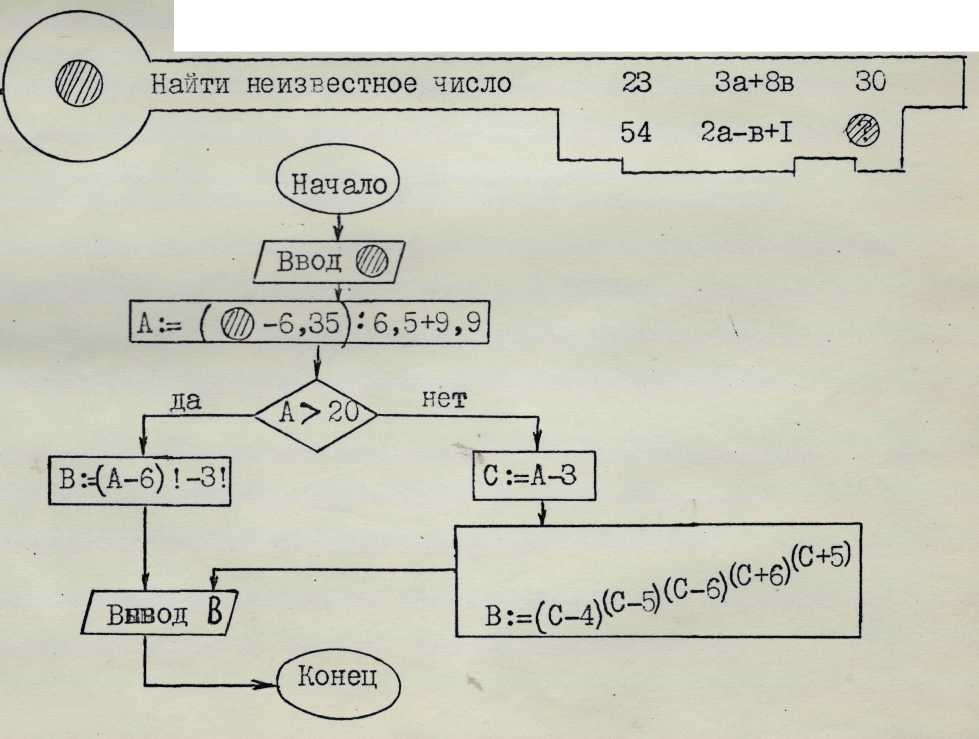 Найти неизвестное число 23 3а+8в 30
54 2а-в+I ?
Начало
Ввод
А:= ( -6,35):6,5+9,9
да А>20 нет
В:=(А-6)!-3! С:=А-3
В:=(С-4)(С-5)(С-6)(С+6)(С+5)
Вывод В
Конец